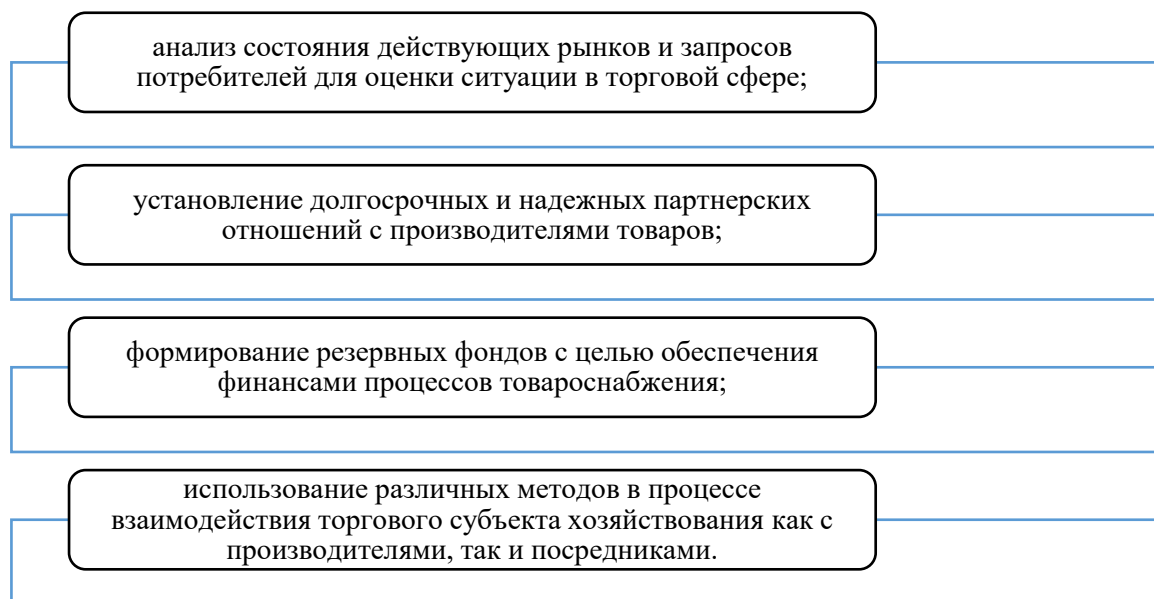 анализ состояния действующих рынков и запросов
потребителей для оценки ситуации в торговой сфере;
установление долгосрочных и надежных партнерских
отношений с производителями товаров;
формирование резервных фондов с целью обеспечения
финансами процессов товароснабжения;
использование различных методов в процессе
взаимодействия торгового субъекта хозяйствования как с
производителями, так и посредниками.